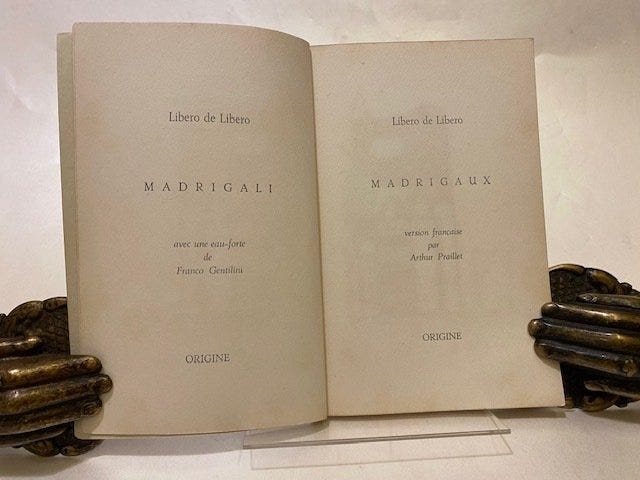 Libero de Libero
MADRIGALI
avec une eau-forte
de
Franco Gentilini
ORIGINE
Libero de Libero
MADRIGAUX
version française
par
Arthur Praillet
ORIGINE